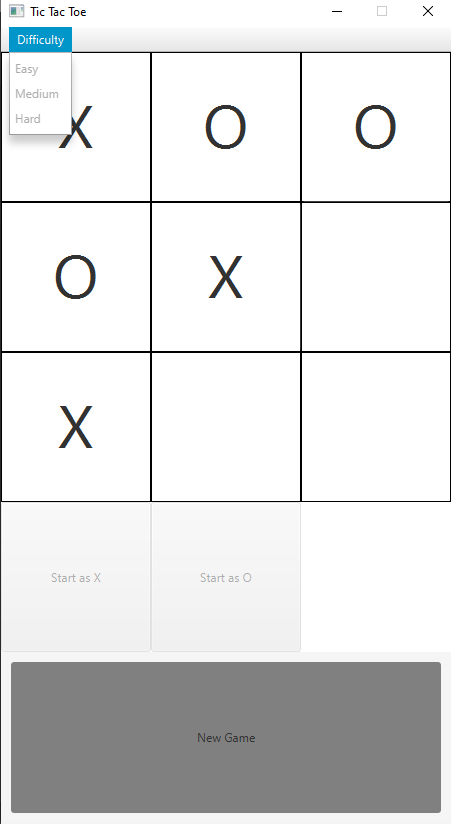 Tic Tac Toe
Difficulty
Easy
Medium
Hard
X O O
O X
X
Start as X Start as O
New Game